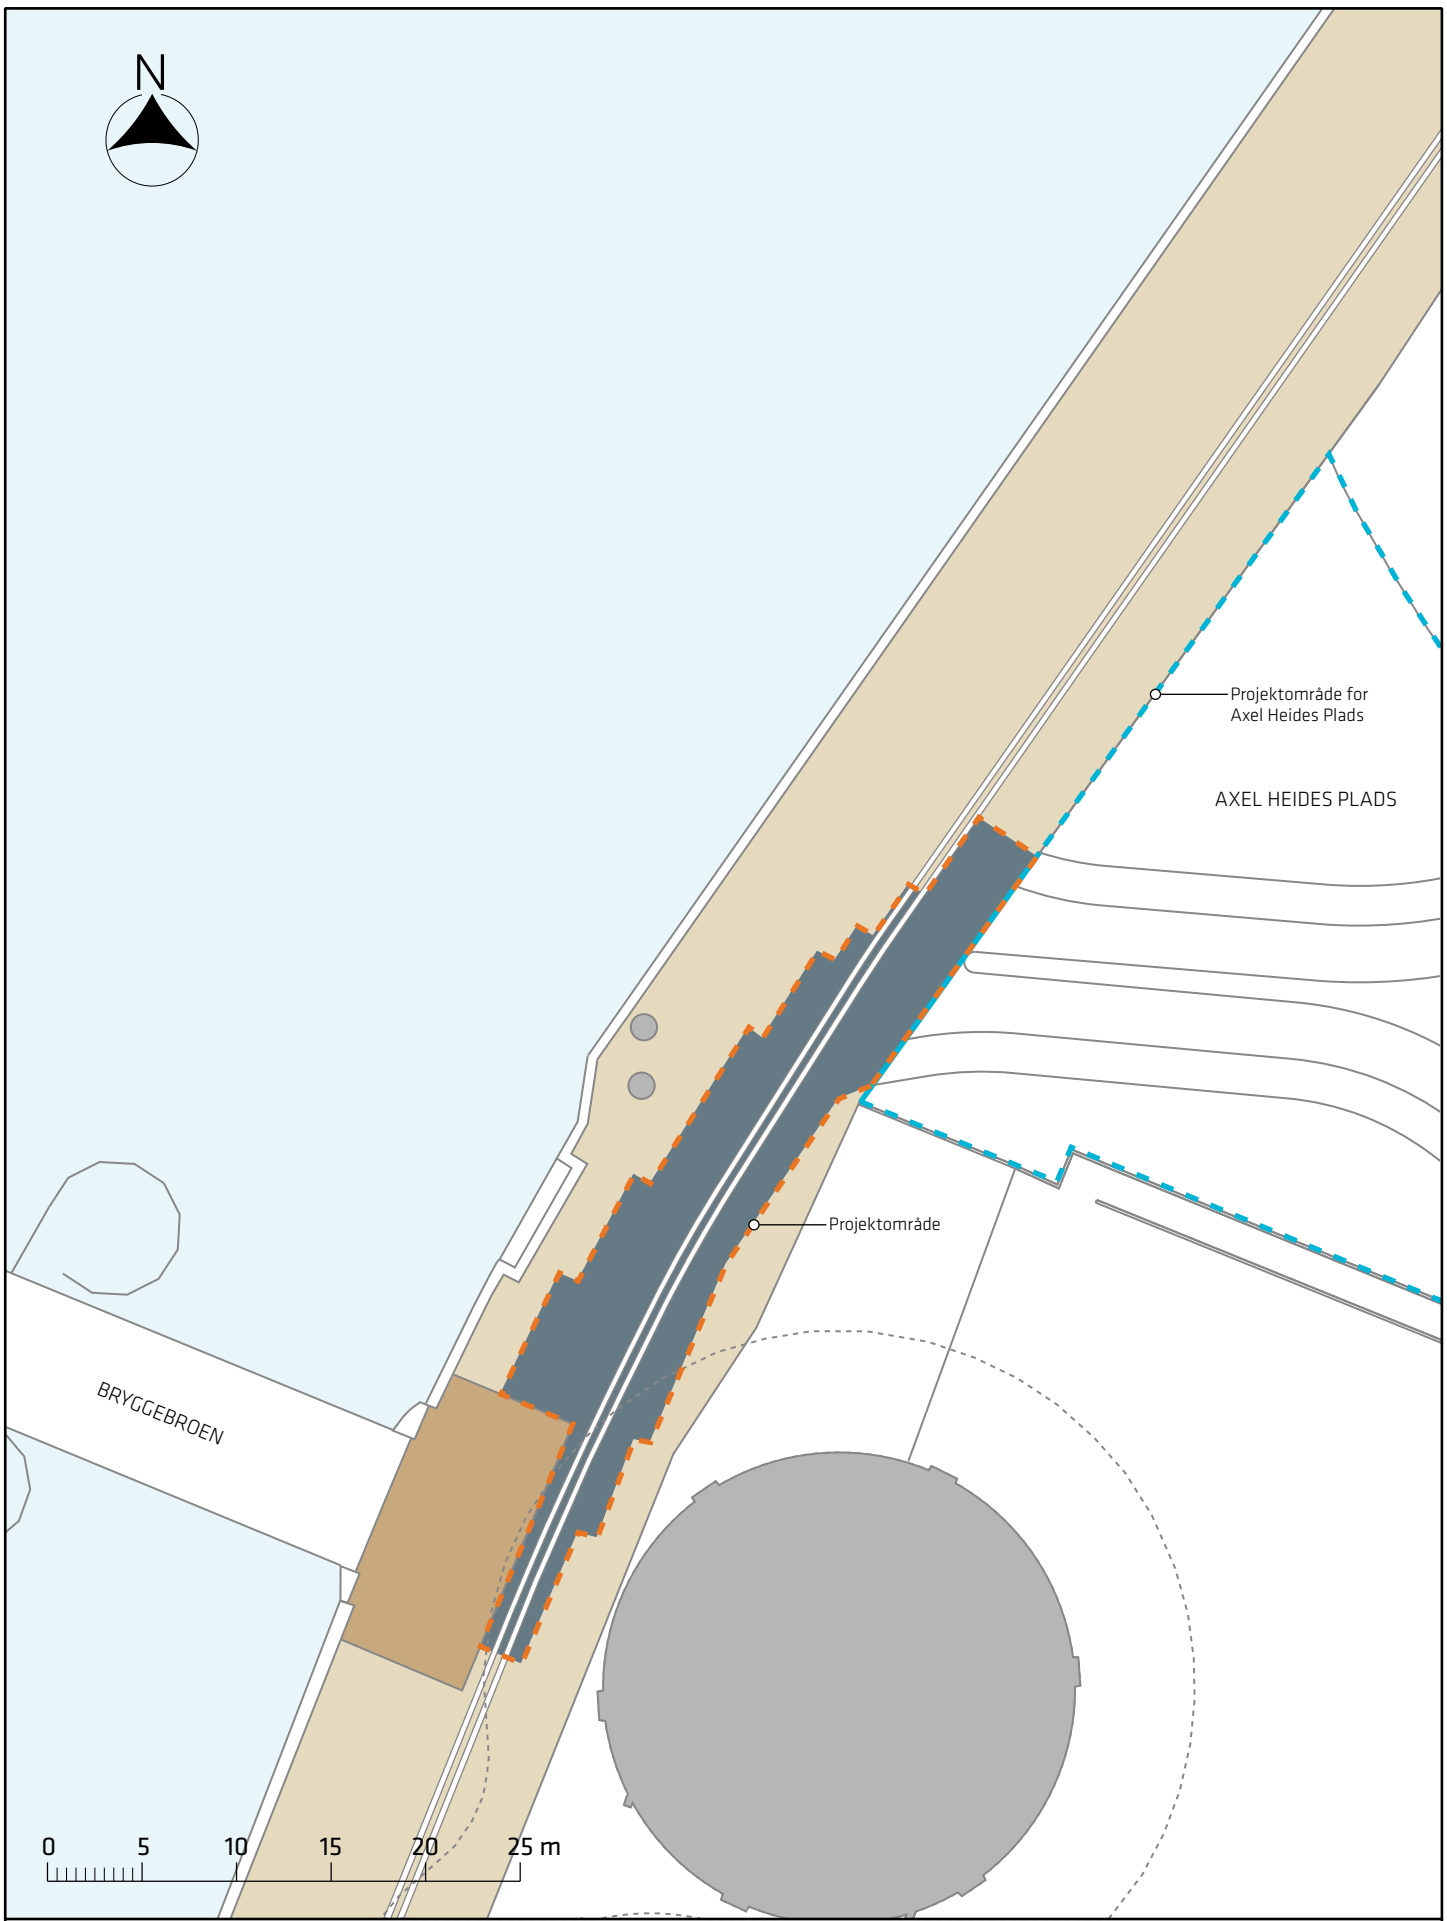 N
Projektområde for
Axel Heides Plads
AXEL HEIDES PLADS
Projektområde
BRYGGEBROEN
0 5 10 15 20 25 m